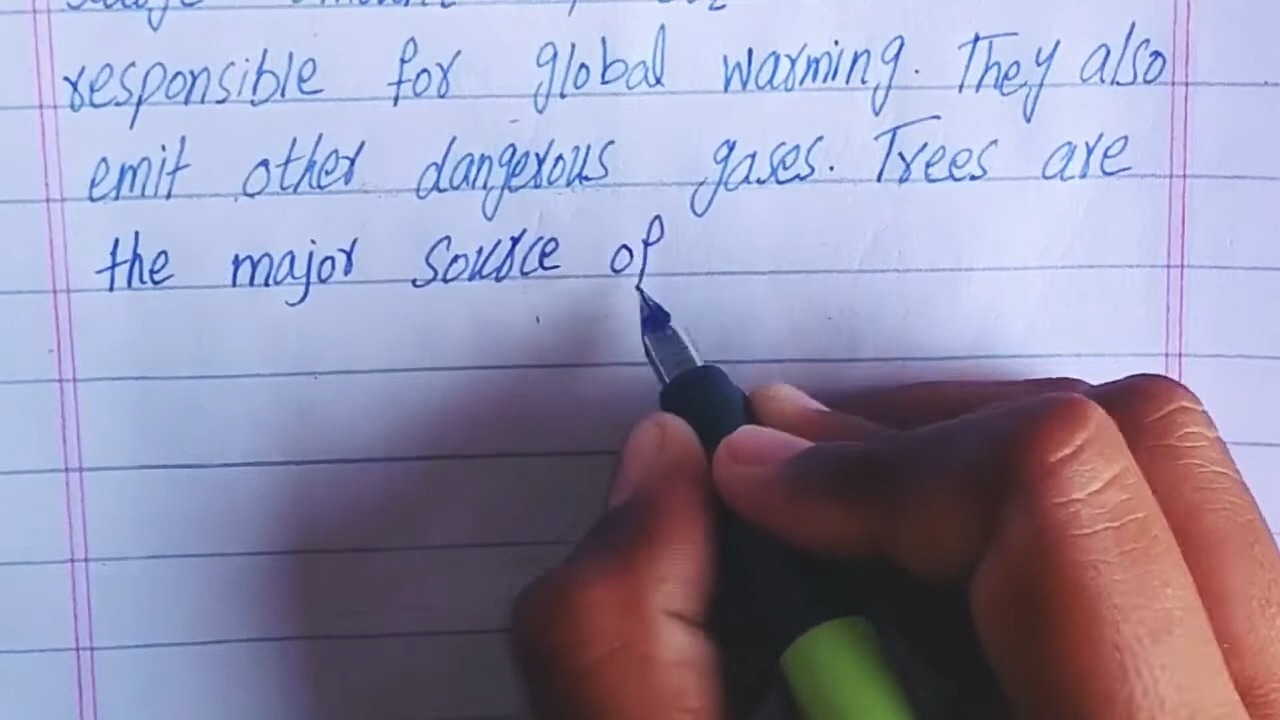 responsible for global warming. They also
emit other dangerous gases. Trees are
the major source of